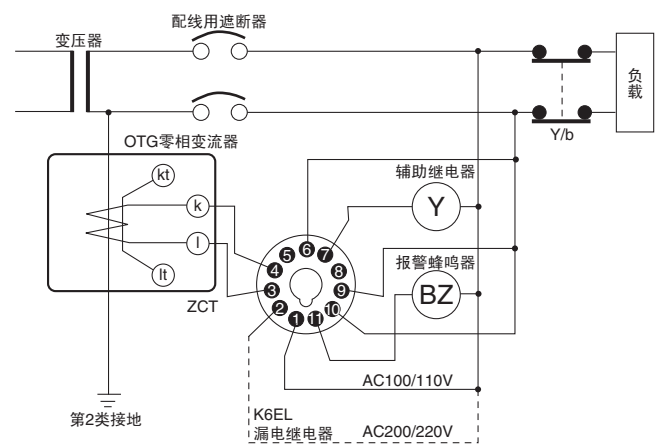 配线用遮断器
变压器
负载
Y/b
OTG零相变流器
kt
k
l
lt
ZCT
辅助继电器
Y
报警蜂鸣器
BZ
6
5
7
4
8
3
9
2
10
1
11
AC100/110V
K6EL
漏电继电器
AC200/220V
第2类接地